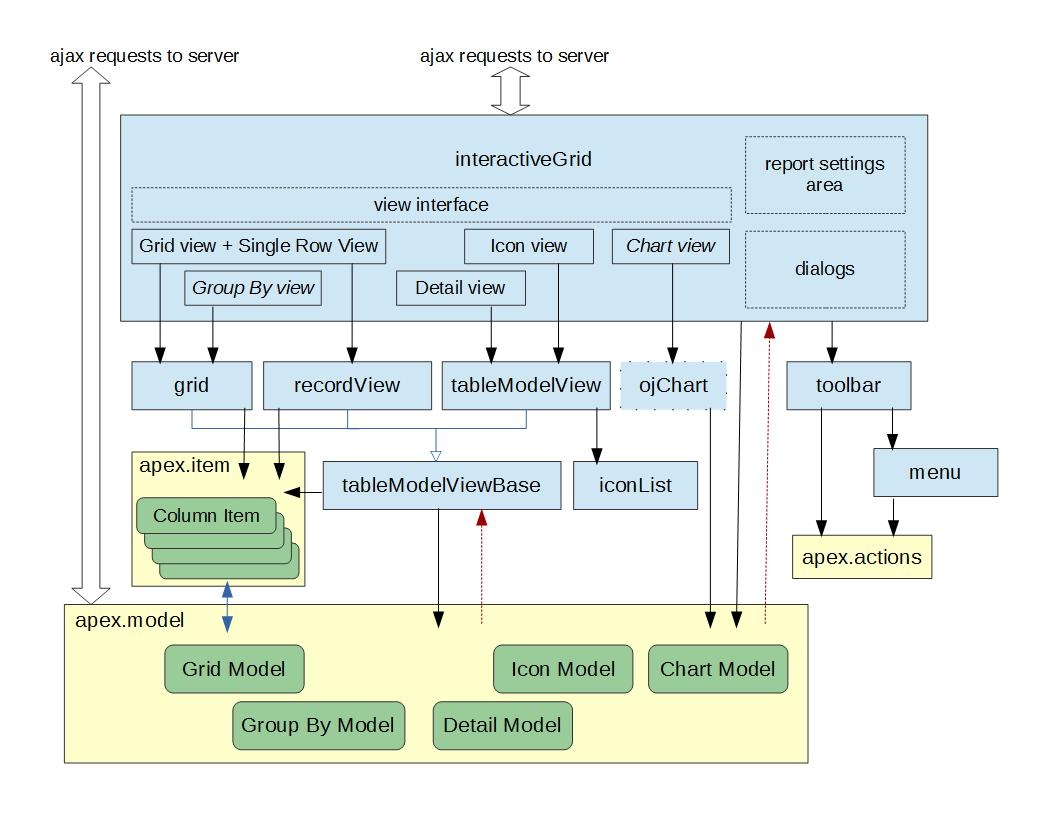 ajax requests to server
ajax requests to server
interactiveGrid
report settings
area
view interface
Grid view + Single Row View
Icon view
Chart view
dialogs
Group By view
Detail view
grid
recordView
tableModelView
ojChart
toolbar
apex.item
tableModelViewBase
iconList
menu
Column Item
apex.actions
apex.model
Grid Model
Icon Model
Chart Model
Group By Model
Detail Model